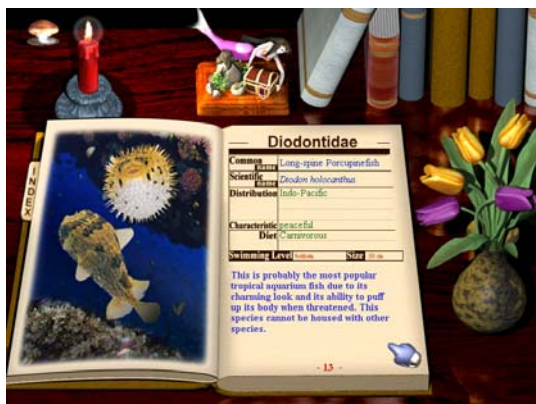 INDEX
Diodontidae
Common name Long-spine Porcupinefish
Scientific name Diodon holocanthus
Distribution Indo-Pacific
Characteristic peaceful
Diet Carnivorous
Swimming Level bottom Size
This is probably the most popular
tropical aquarium fish due to its
charming look and its ability to puff
up its body when threatened. This
species cannot be housed with other
species.
- 13 -